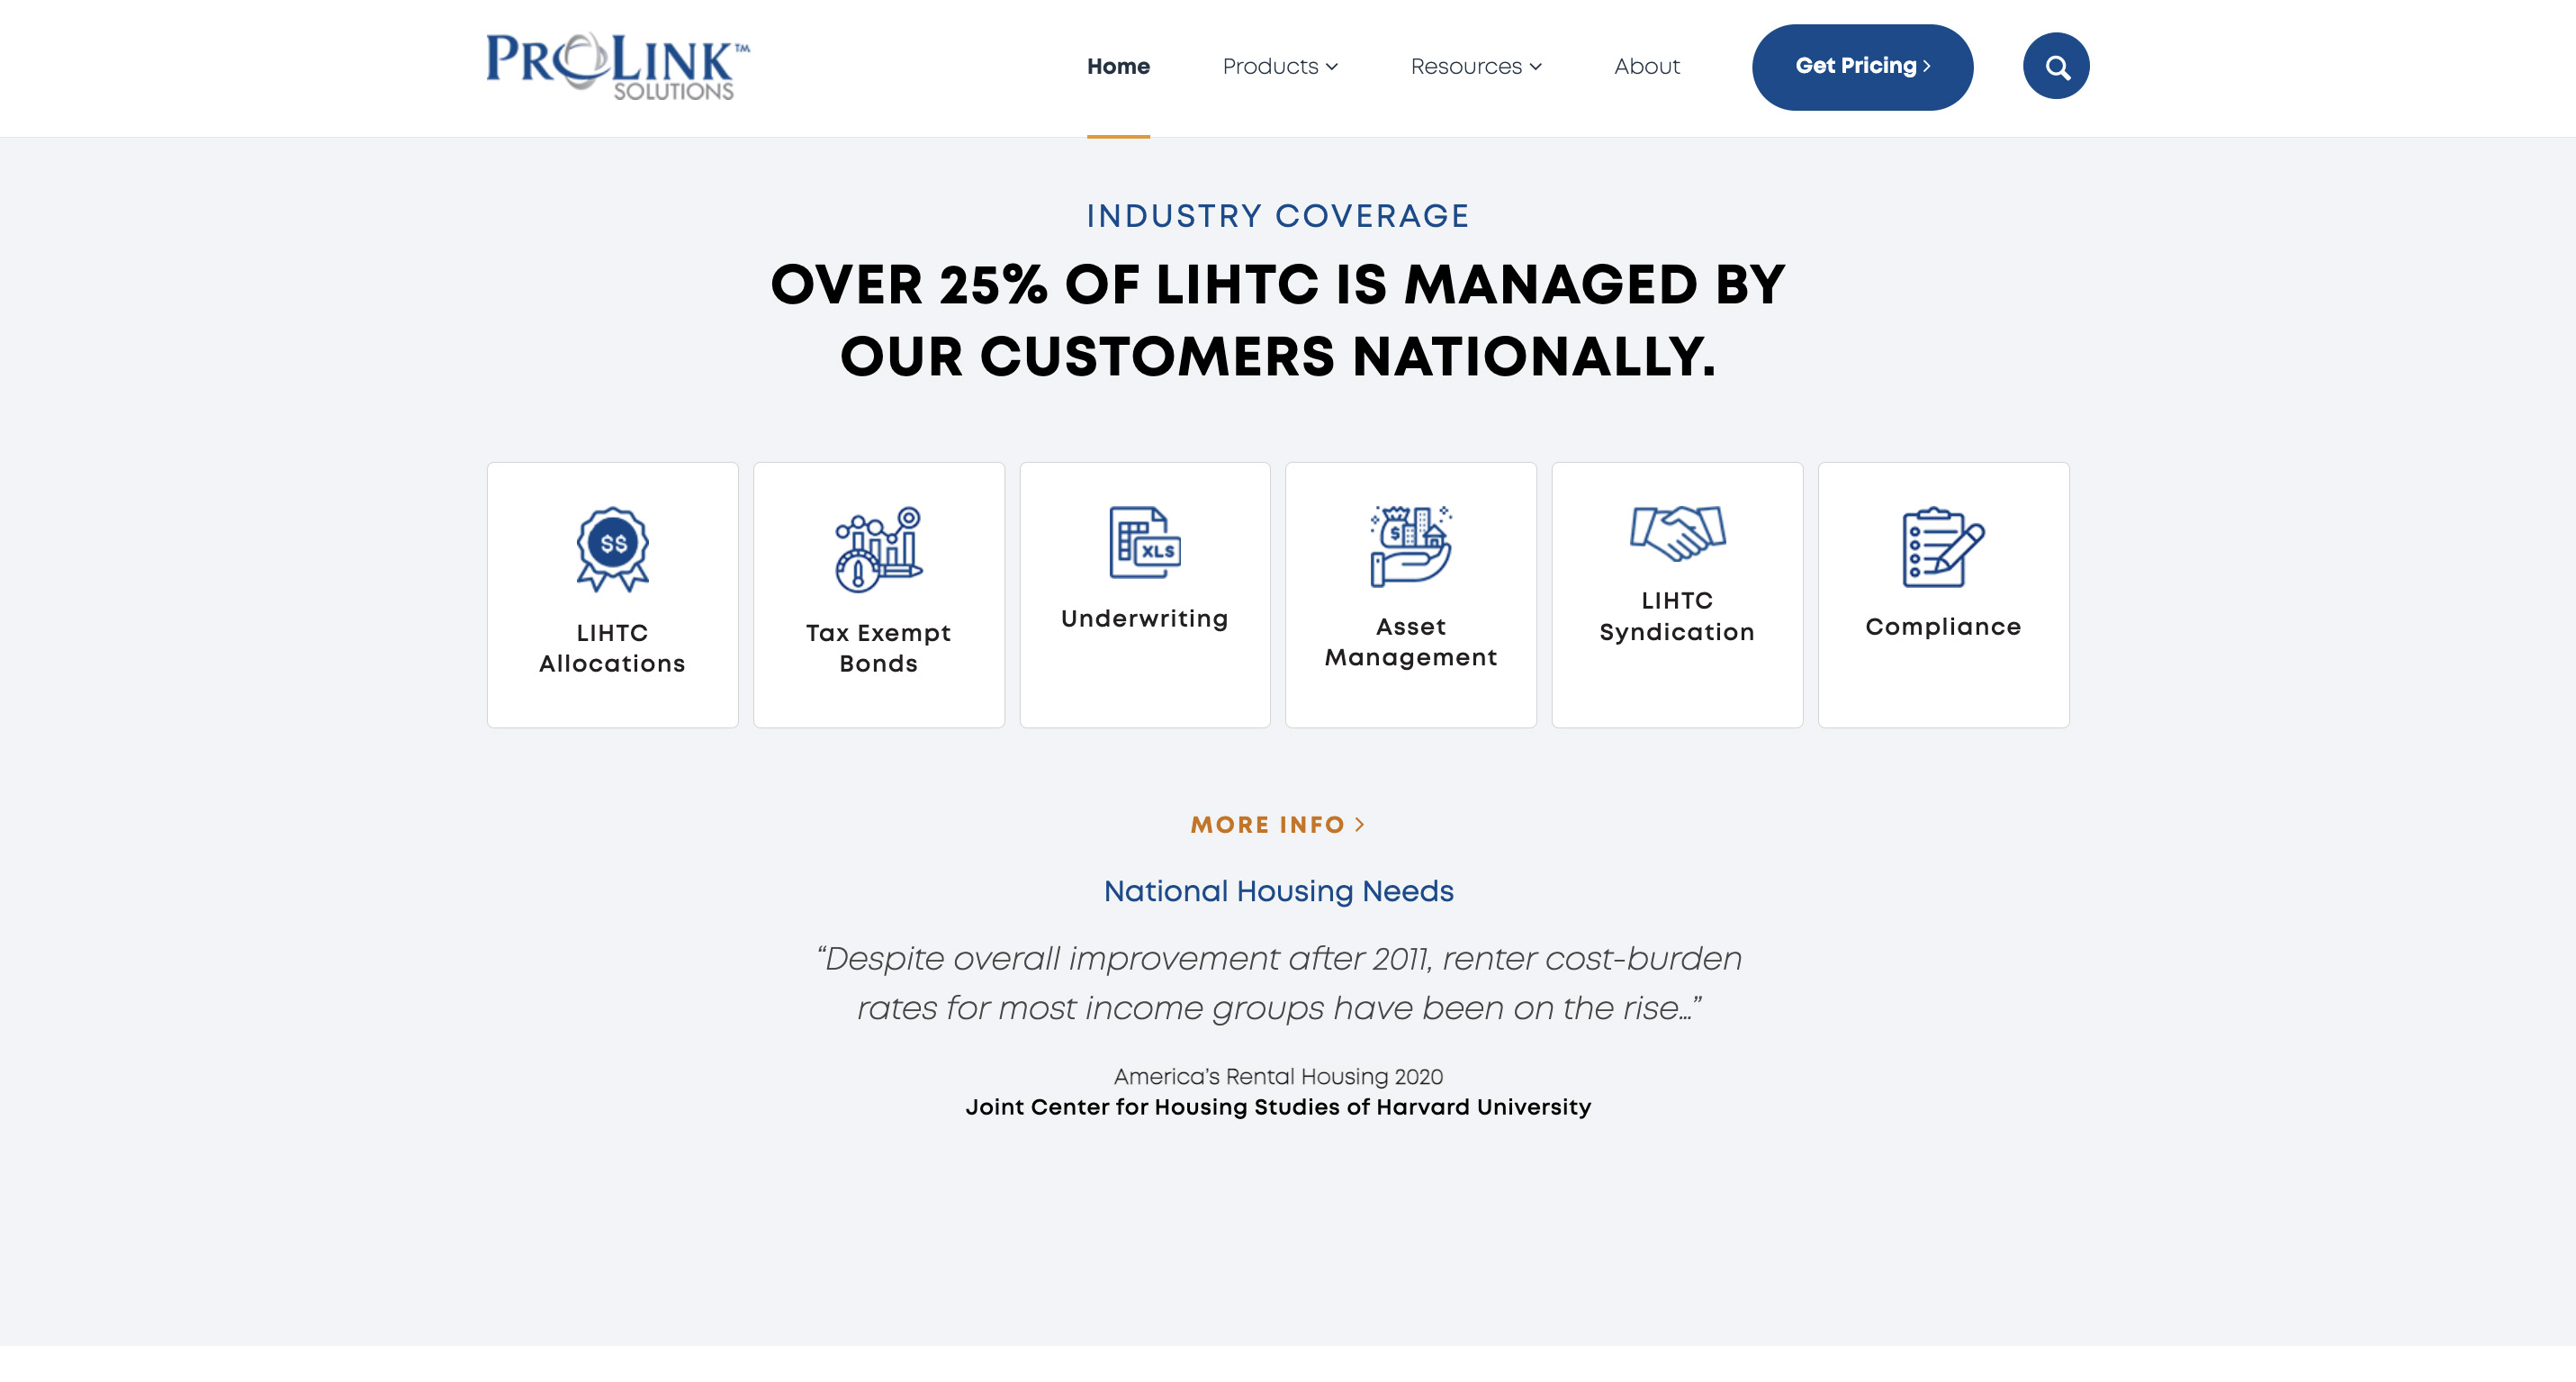 PROLINK™
SOLUTIONS
Home
Products
Resources
About
Get Pricing
INDUSTRY COVERAGE
OVER 25% OF LIHTC IS MANAGED BY
OUR CUSTOMERS NATIONALLY.
$$
LIHTC
Allocations
Tax Exempt
Bonds
XLS
Underwriting
$
Asset
Management
LIHTC
Syndication
Compliance
MORE INFO
National Housing Needs
“Despite overall improvement after 2011, renter cost-burden
rates for most income groups have been on the rise...”
America’s Rental Housing 2020
Joint Center for Housing Studies of Harvard University